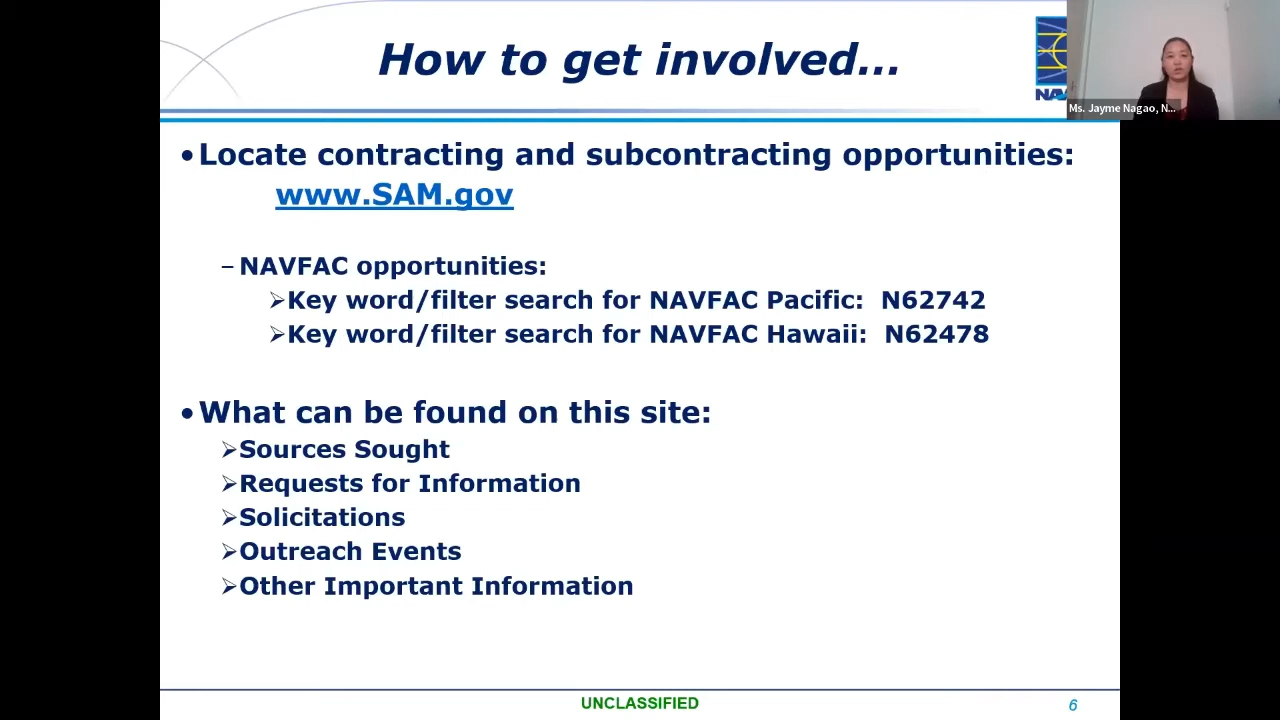 How to get involved...
Ms. Jayme Nagao, N...
•Locate contracting and subcontracting opportunities:
www.SAM.gov
–NAVFAC opportunities:
➢Key word/filter search for NAVFAC Pacific: N62742
➢Key word/filter search for NAVFAC Hawaii: N62478
•What can be found on this site:
➢Sources Sought
➢Requests for Information
➢Solicitations
➢Outreach Events
➢Other Important Information
UNCLASSIFIED
6